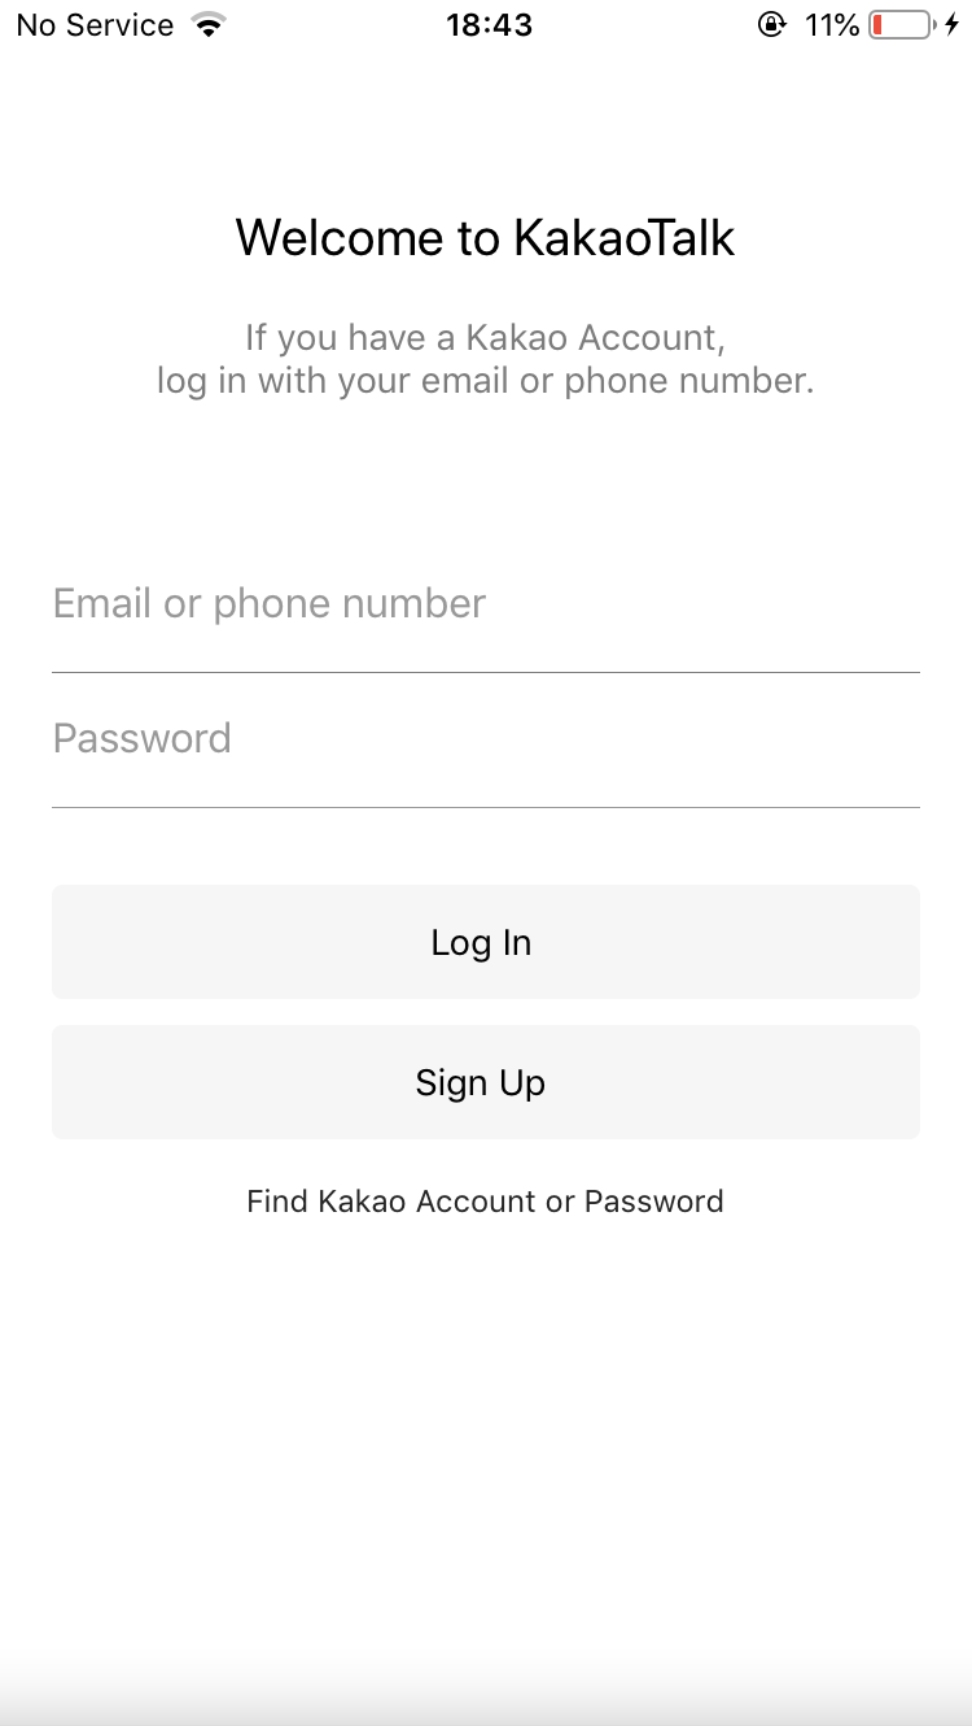 No Service 18:43 11%
Welcome to KakaoTalk
If you have a Kakao Account,
log in with your email or phone number.
Email or phone number
Password
Log In
Sign Up
Find Kakao Account or Password